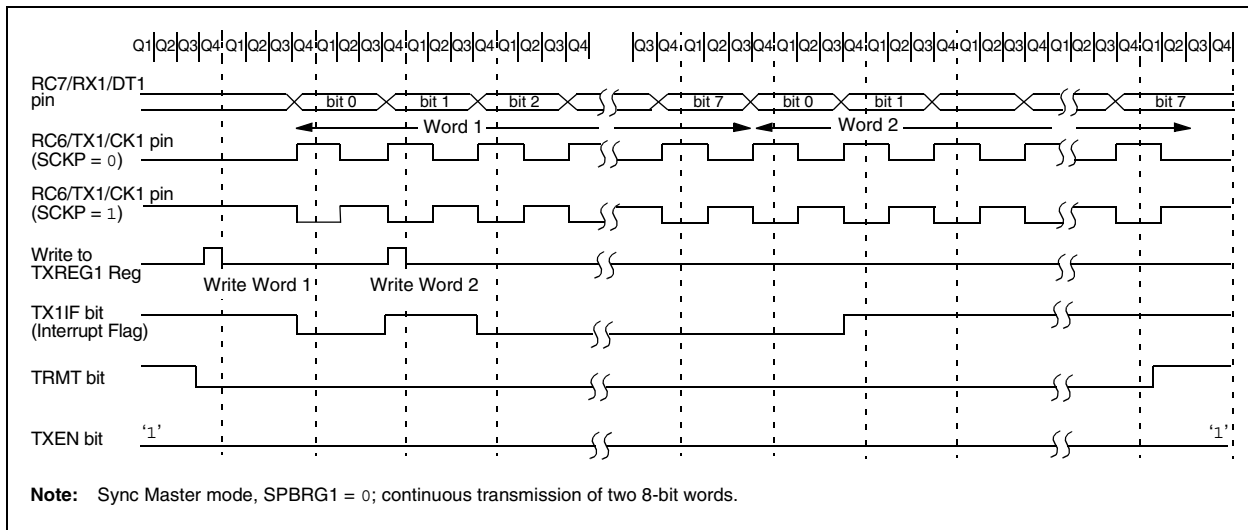 Q1 Q2 Q3 Q4 Q1 Q2 Q3 Q4 Q1 Q2 Q3 Q4 Q1 Q2 Q3 Q4 Q1 Q2 Q3 Q4 Q3 Q4 Q1 Q2 Q3 Q4 Q1 Q2 Q3 Q4 Q1 Q2 Q3 Q4 Q1 Q2 Q3 Q4 Q1 Q2 Q3 Q4 Q1 Q2 Q3 Q4
RC7/RX1/DT1
pin
bit 0 bit 1 bit 2 bit 7 bit 0 bit 1 bit 7
Word 1 Word 2
RC6/TX1/CK1 pin
(SCKP = 0)
RC6/TX1/CK1 pin
(SCKP = 1)
Write to
TXREG1 Reg
Write Word 1 Write Word 2
TX1IF bit
(Interrupt Flag)
TRMT bit
TXEN bit
‘1’ ‘1’
Note: Sync Master mode, SPBRG1 = 0; continuous transmission of two 8-bit words.